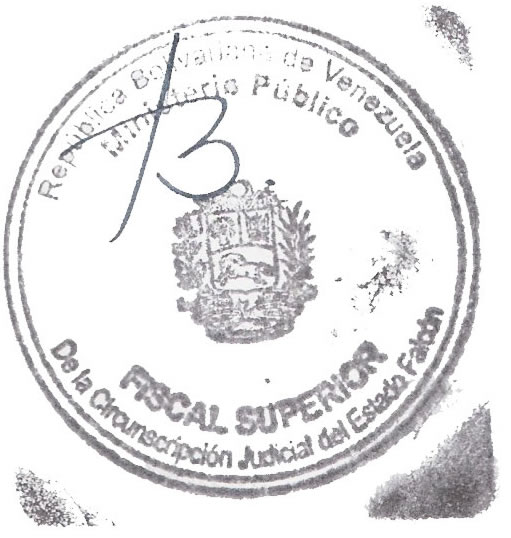 República Bolivariana de Venezuela
Ministerio Público
FISCAL SUPERIOR
De la Circunscripción Judicial del Estado Falcón